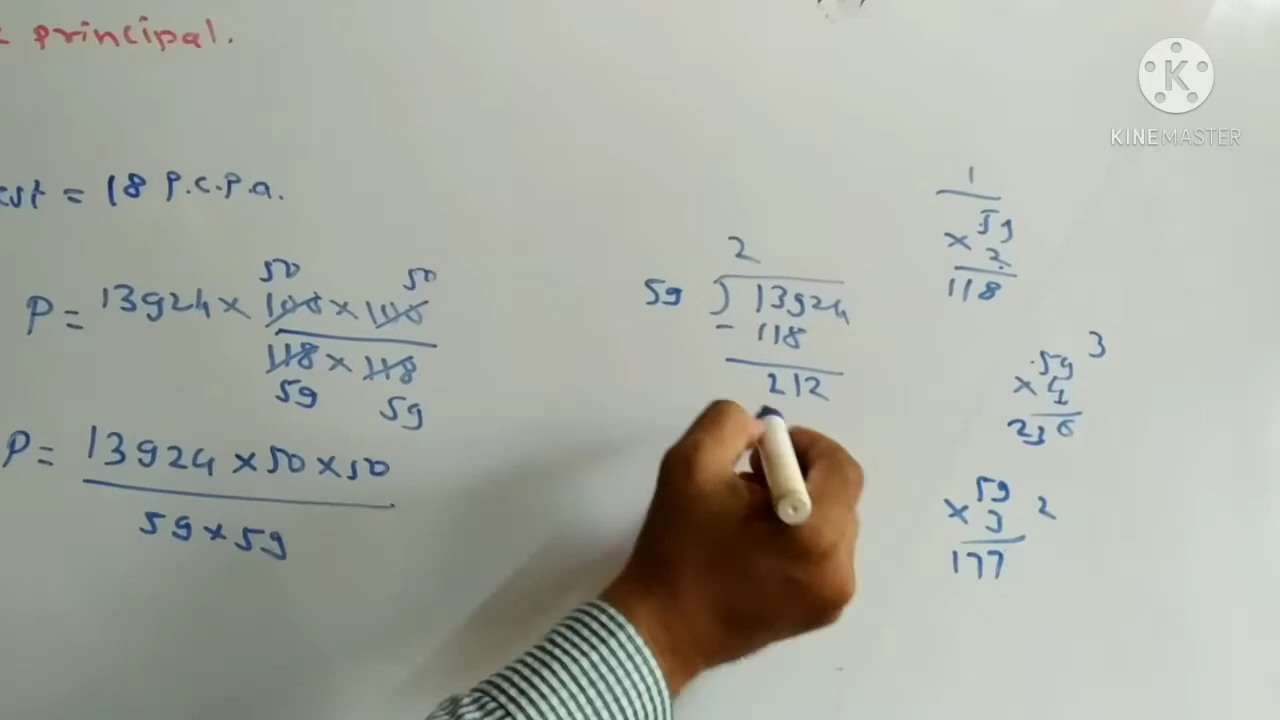 principal.
KINEMASTER
= 18 P.C.P.A.
P = 13924 × 100 × 100
50 50
118 × 118
59 59
P = 13924 × 50 × 50
59 × 59
2
59 ) 13924
- 118
212
1
59
× 2
118
59 3
× 4
236
59 2
× 3
177